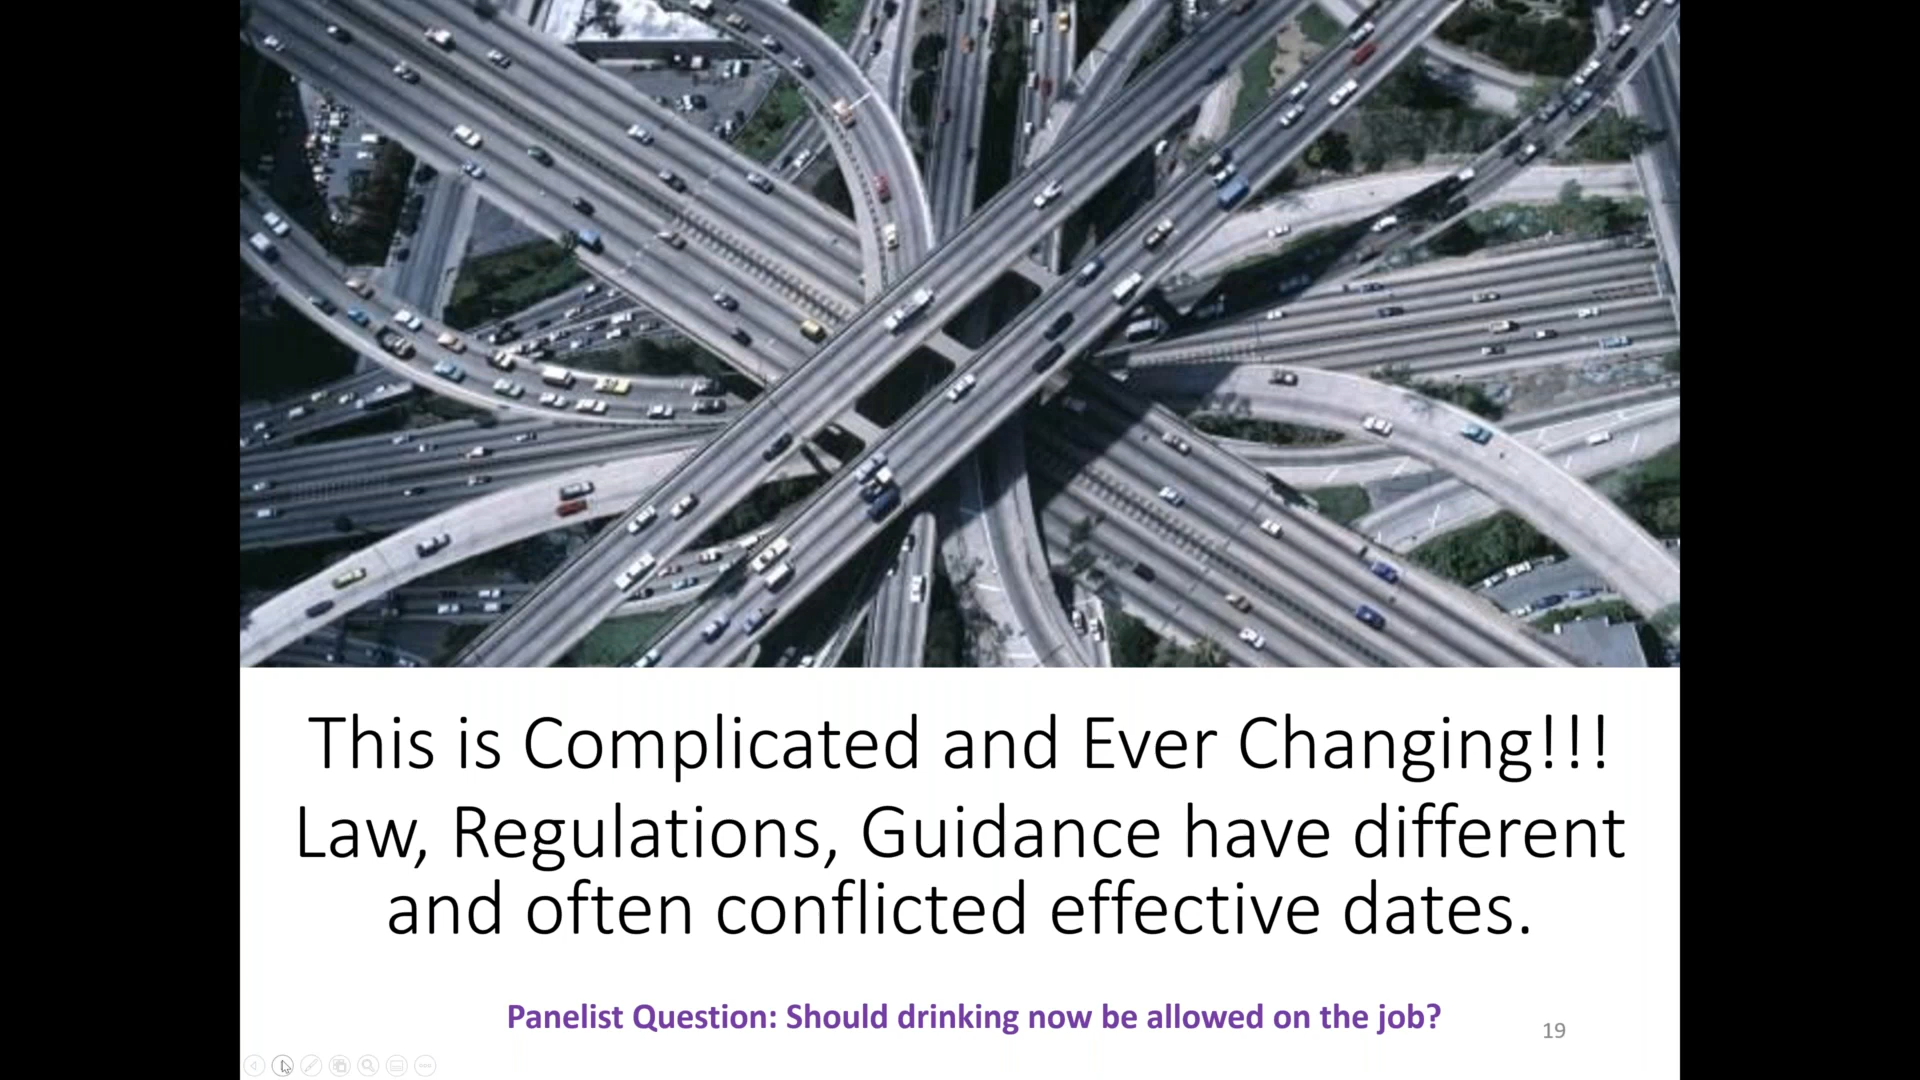 This is Complicated and Ever Changing!!!
Law, Regulations, Guidance have different
and often conflicted effective dates.
Panelist Question: Should drinking now be allowed on the job?
19